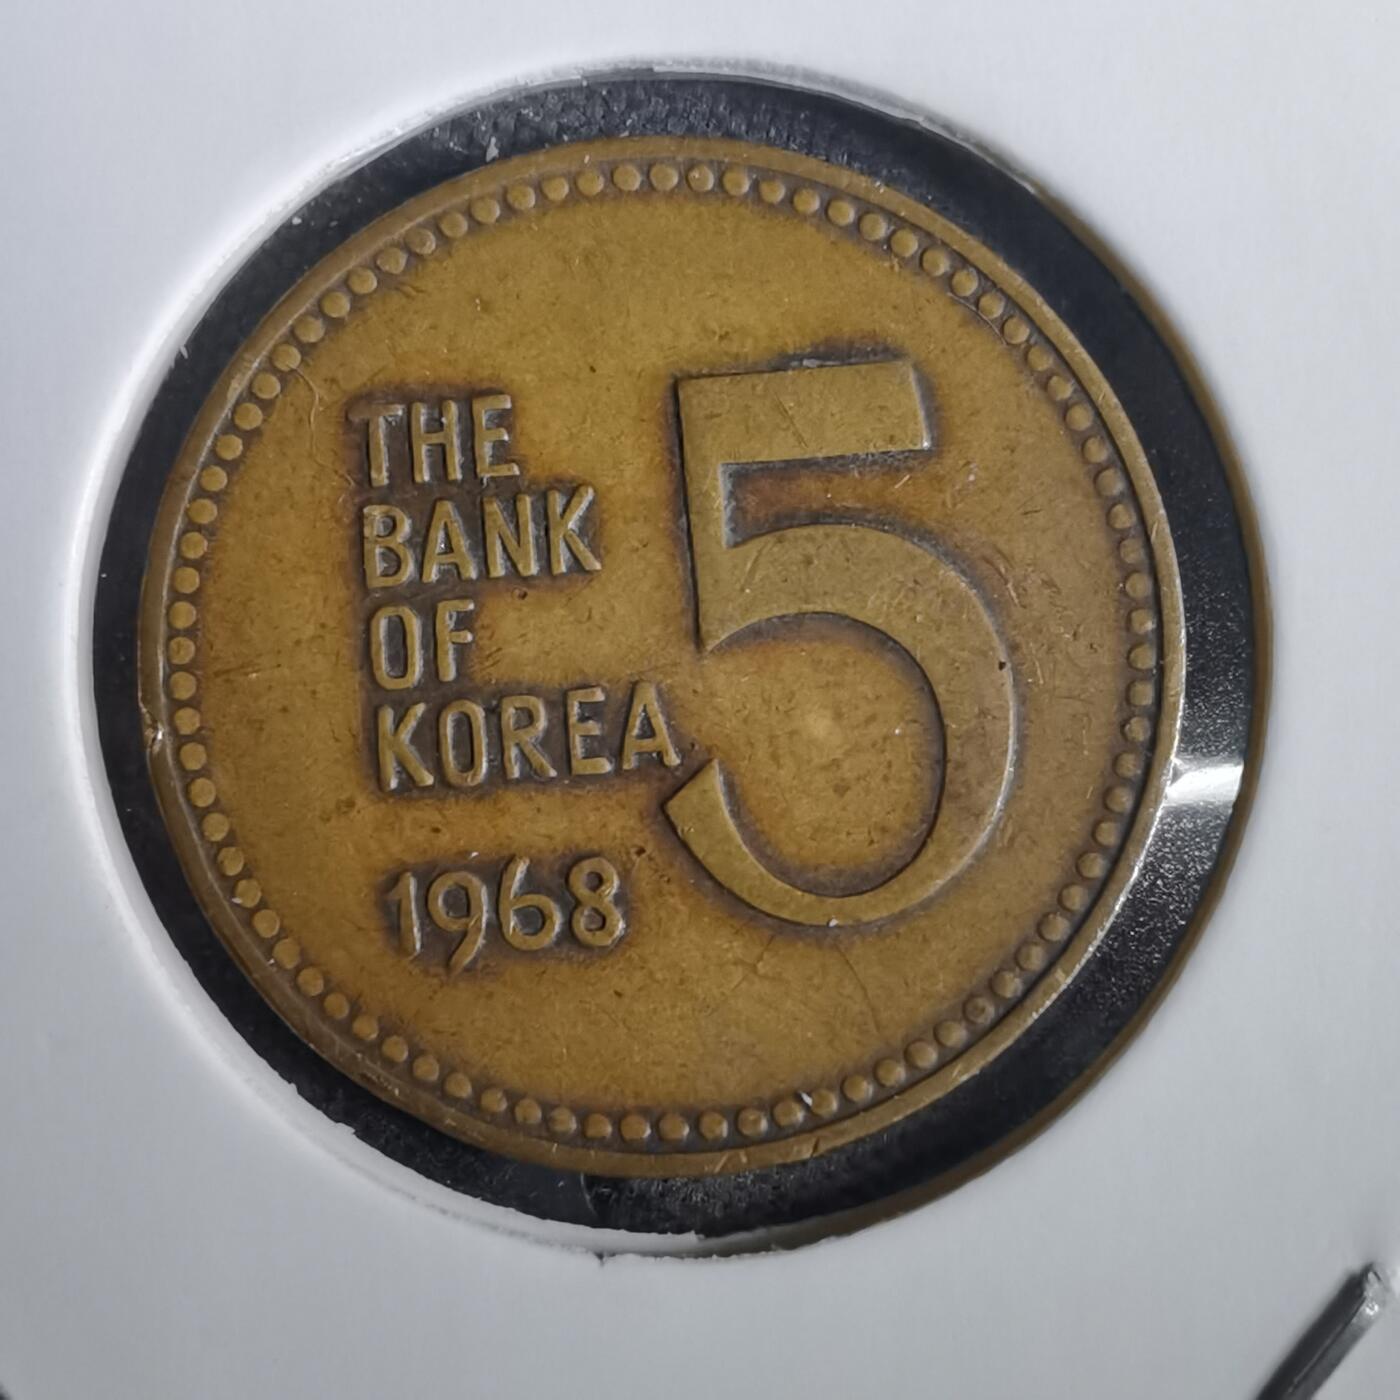 THE
BANK
OF
KOREA
1968
5